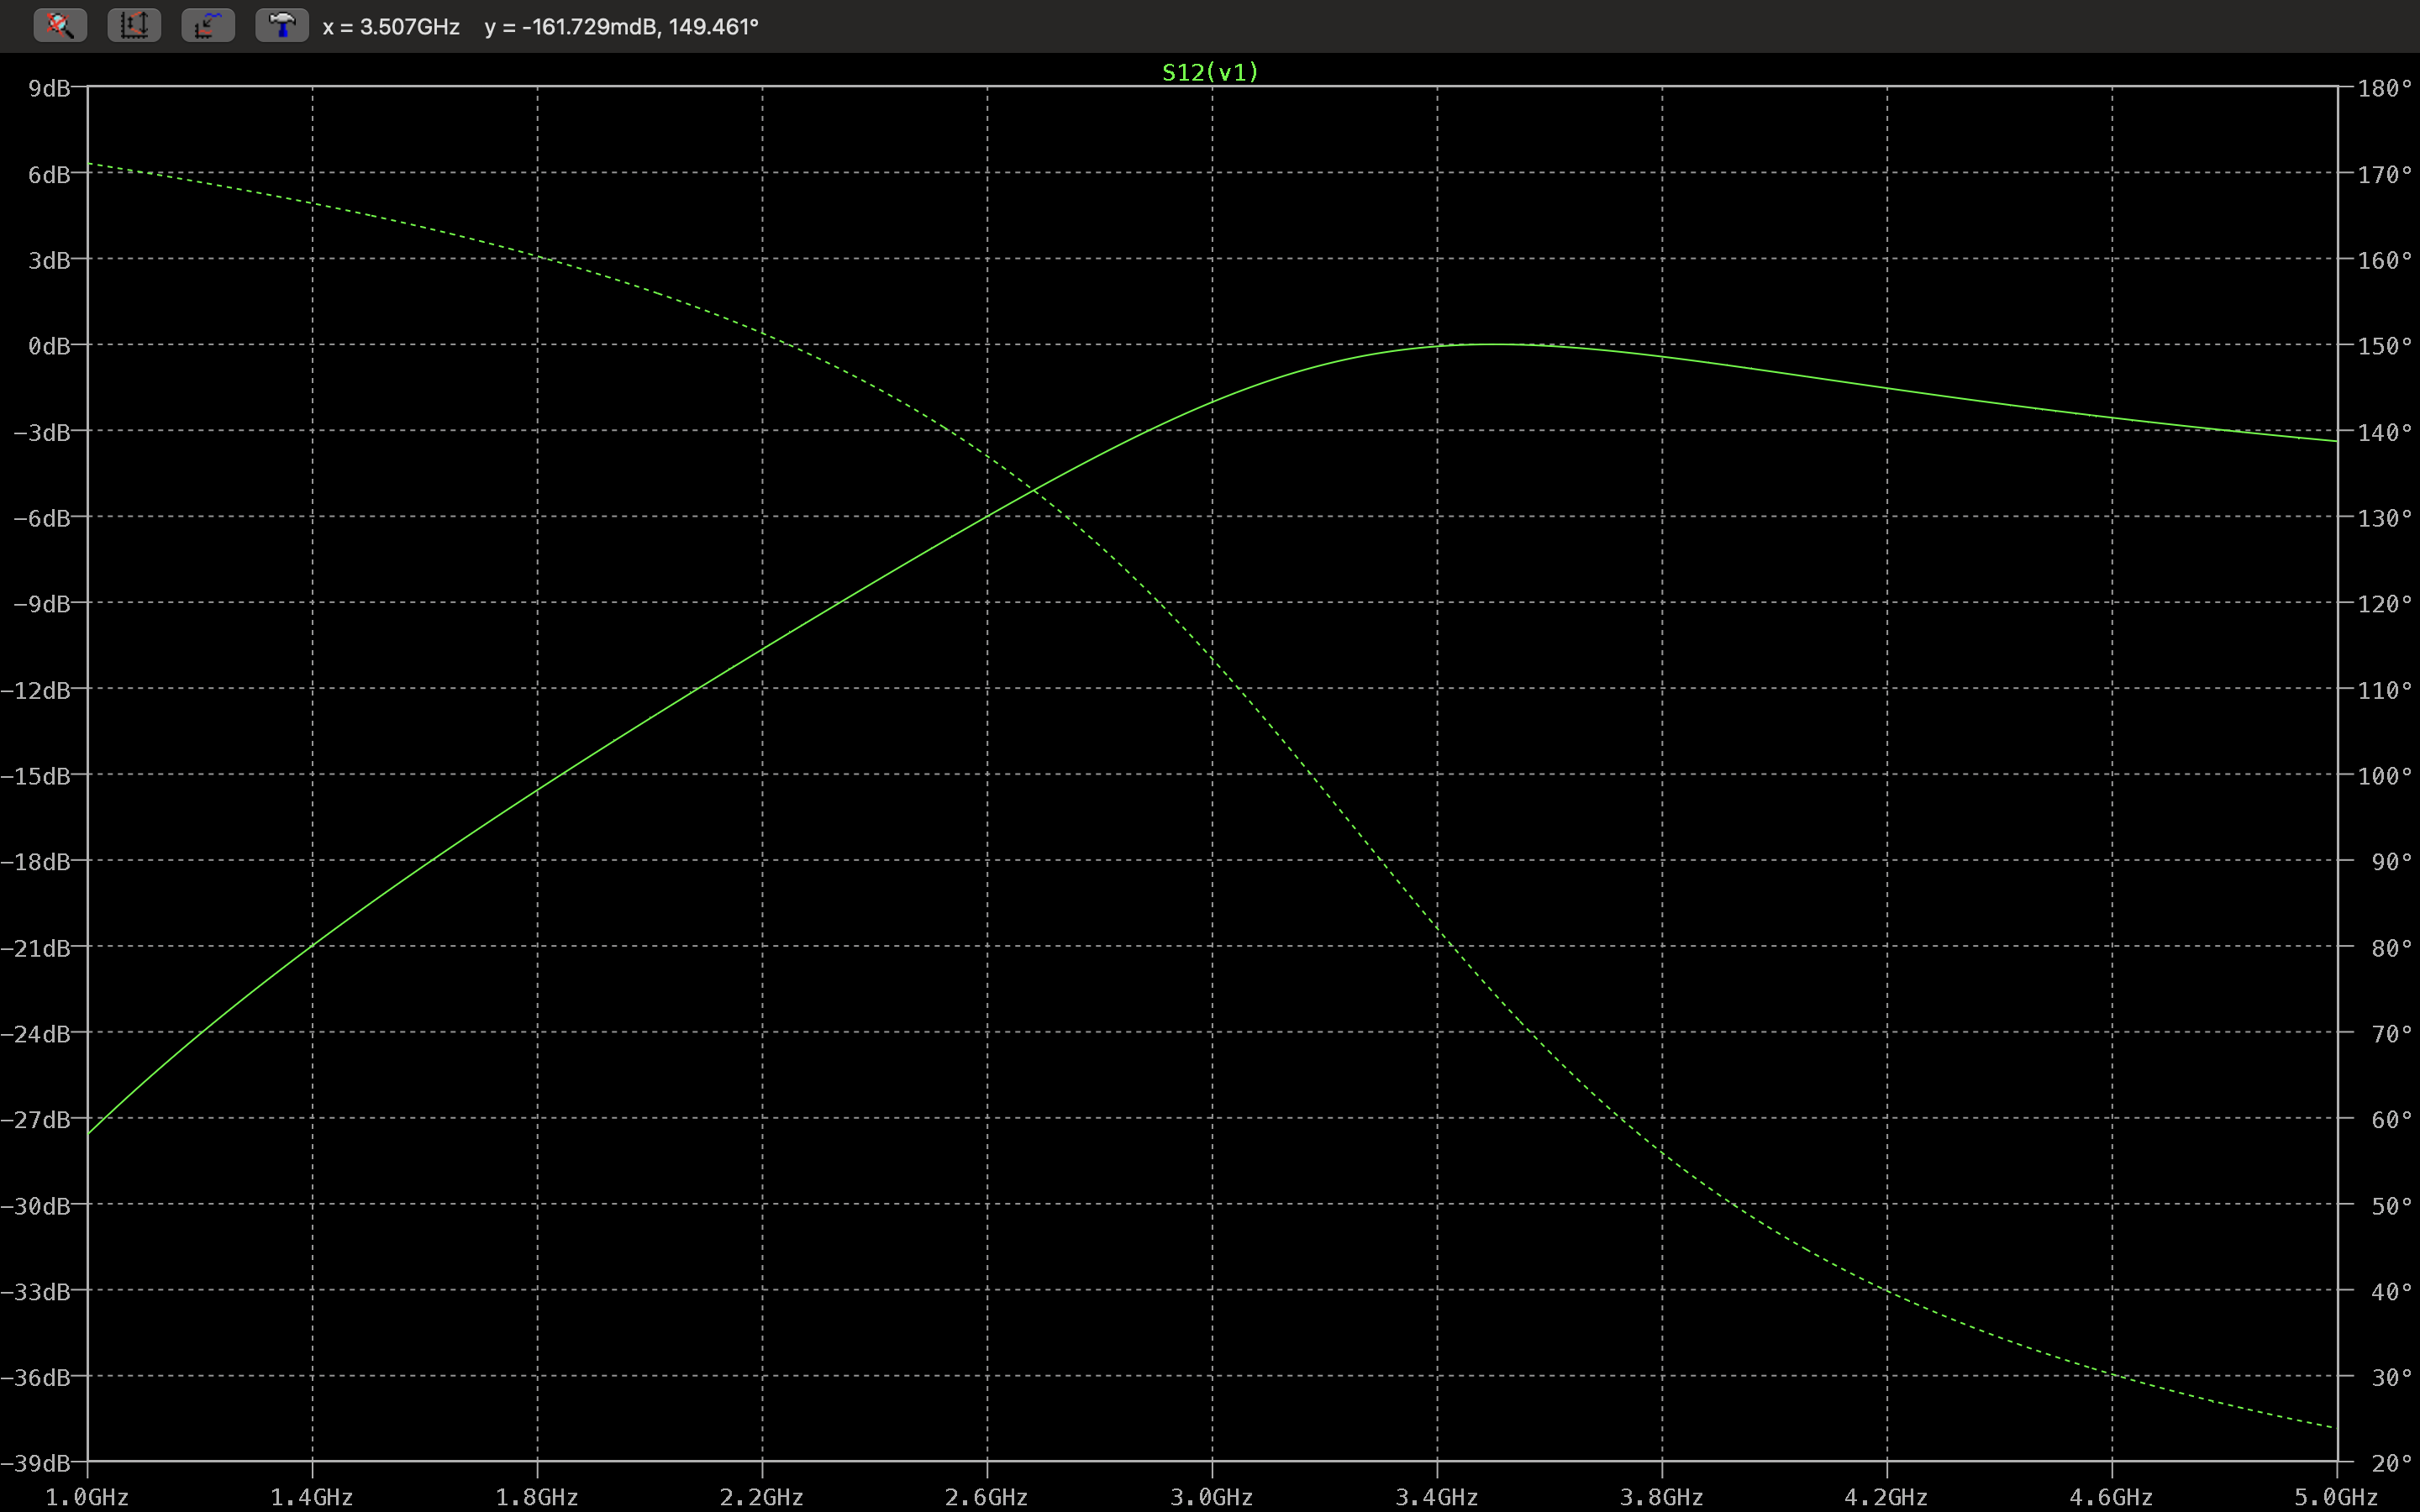 x = 3.507GHz y = -161.729mdB, 149.461°
S12(v1)
9dB 180°
6dB 170°
3dB 160°
0dB 150°
-3dB 140°
-6dB 130°
-9dB 120°
-12dB 110°
-15dB 100°
-18dB 90°
-21dB 80°
-24dB 70°
-27dB 60°
-30dB 50°
-33dB 40°
-36dB 30°
-39dB 20°
1.0GHz 1.4GHz 1.8GHz 2.2GHz 2.6GHz 3.0GHz 3.4GHz 3.8GHz 4.2GHz 4.6GHz 5.0GHz